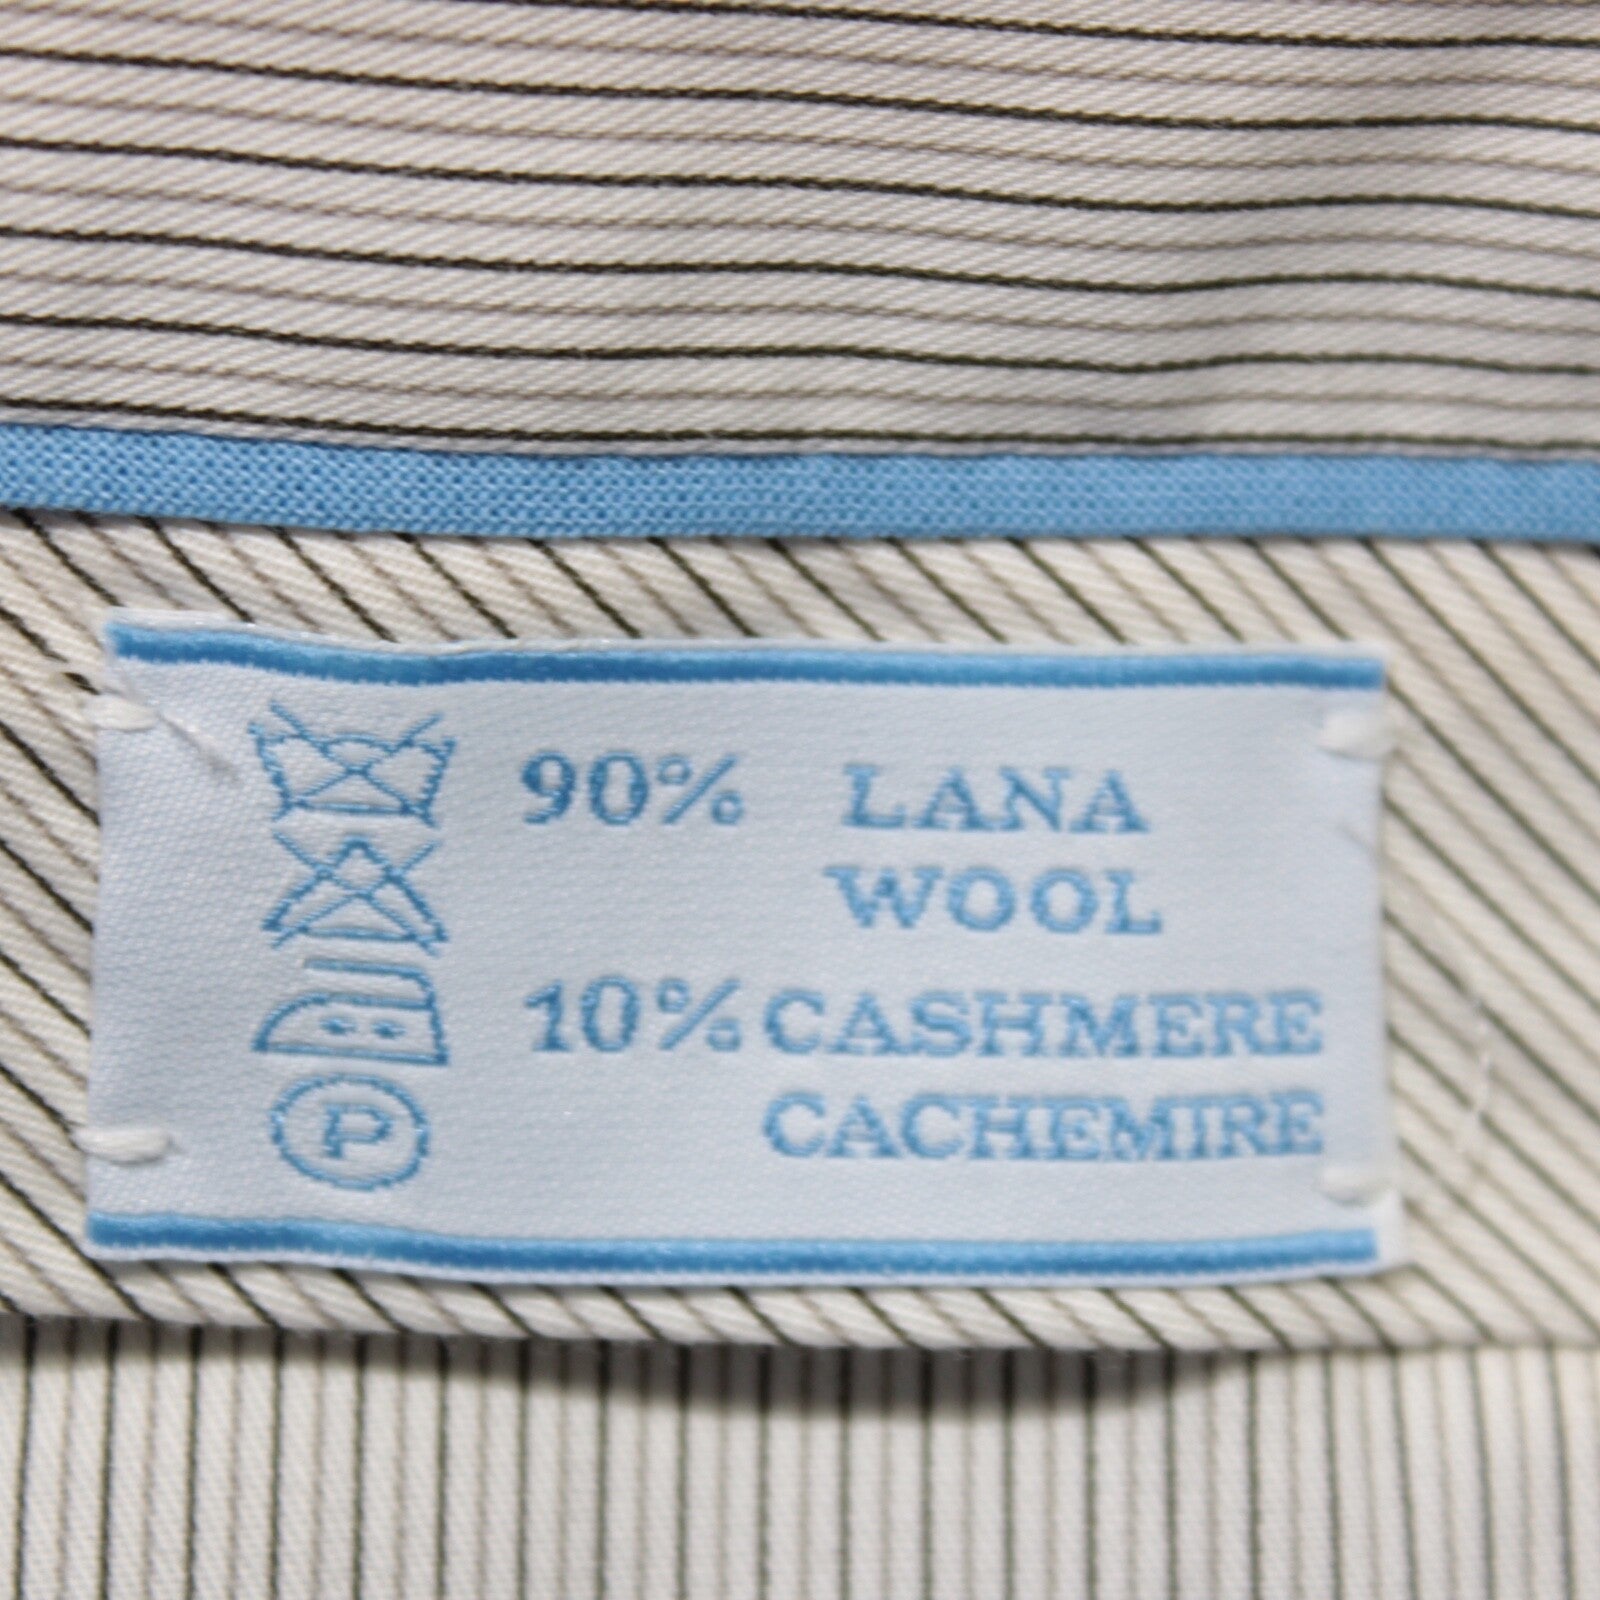 90% LANA
WOOL
10% CASHMERE
CACHEMIRE
P